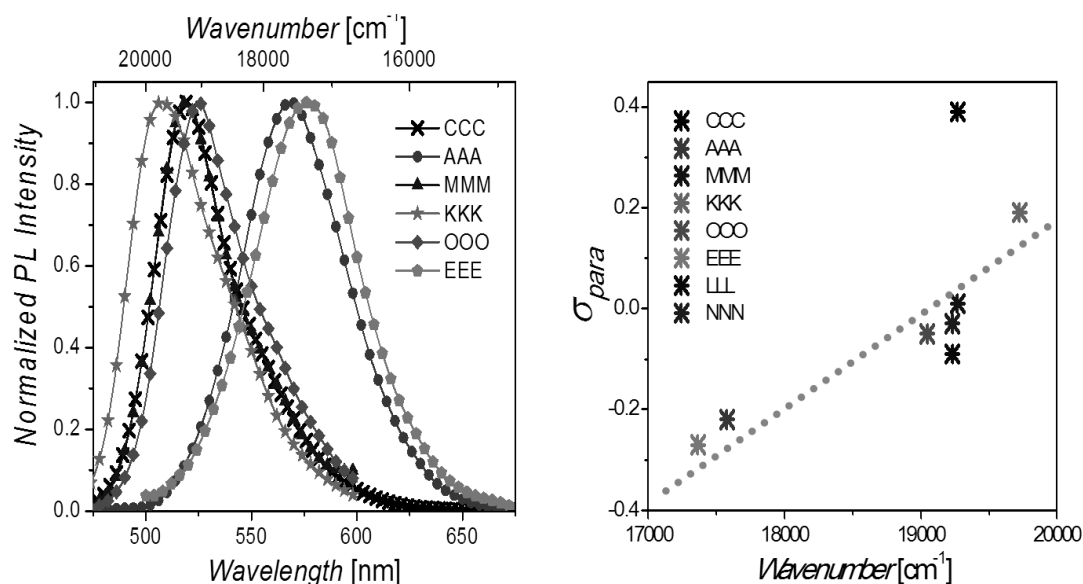 Wavenumber [cm⁻¹]
20000 18000 16000
1.0
0.8
0.6
0.4
0.2
0.0
Normalized PL Intensity
CCC
AAA
MMM
KKK
OOO
EEE
500 550 600 650
Wavelength [nm]
0.4
0.2
0.0
-0.2
-0.4
σpara
CCC
AAA
MMM
KKK
OOO
EEE
LLL
NNN
17000 18000 19000 20000
Wavenumber [cm⁻¹]